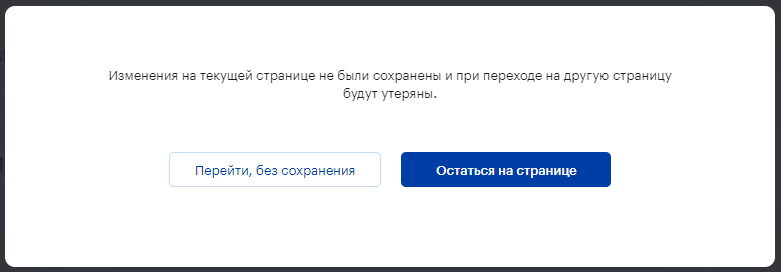 Изменения на текущей странице не были сохранены и при переходе на другую страницу
будут утеряны.
Перейти, без сохранения
Остаться на странице